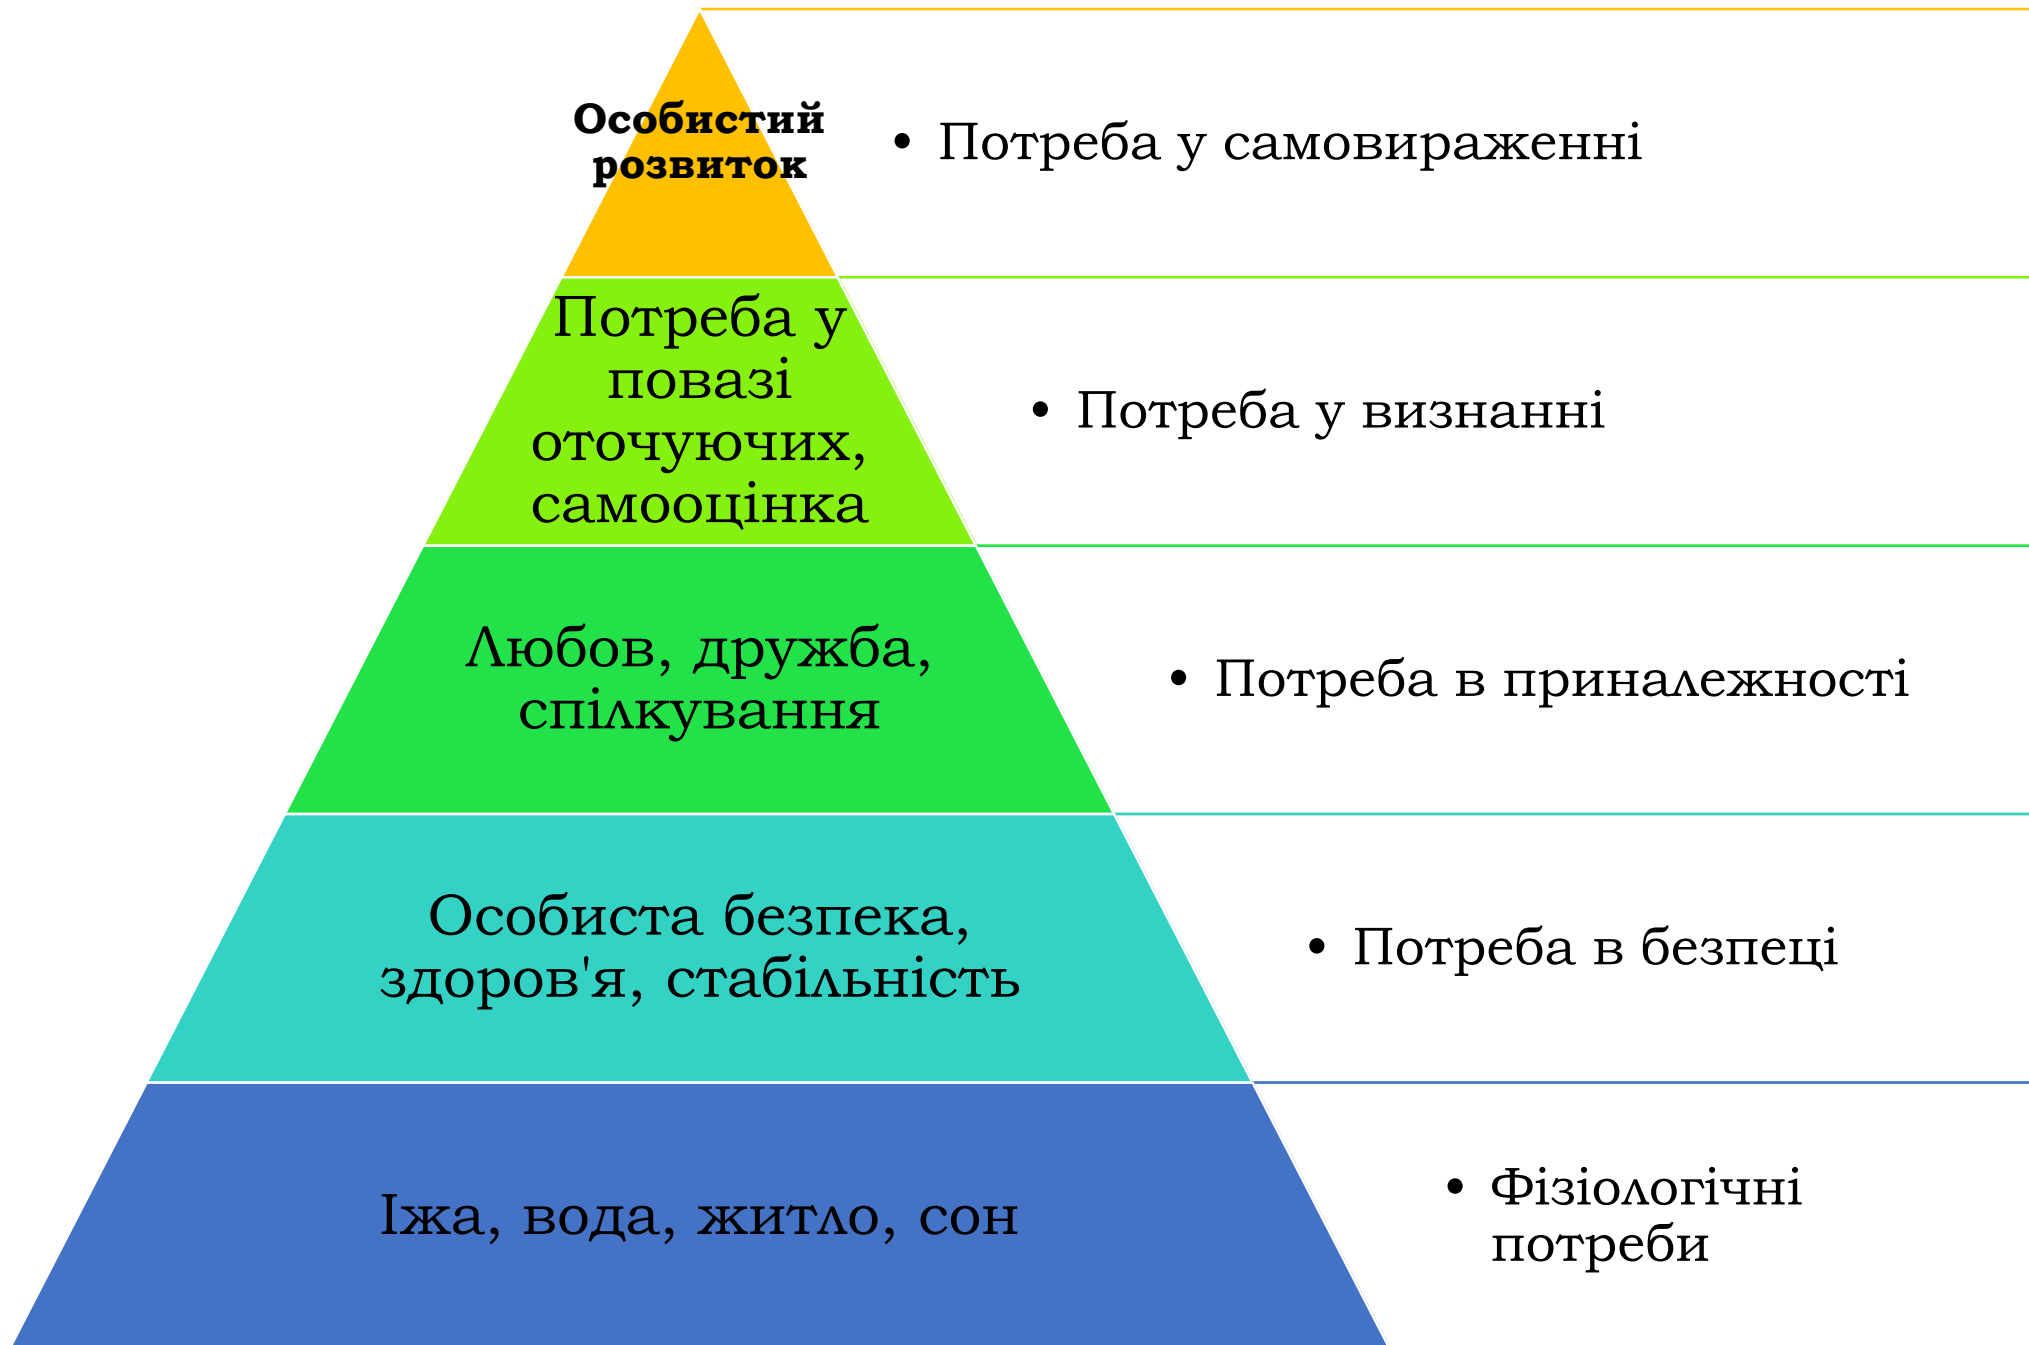 Особистий
розвиток
• Потреба у самовираженні
Потреба у
повазі
оточуючих,
самооцінка
• Потреба у визнанні
Любов, дружба,
спілкування
• Потреба в приналежності
Особиста безпека,
здоров'я, стабільність
• Потреба в безпеці
Іжа, вода, житло, сон
• Фізіологічні
потреби